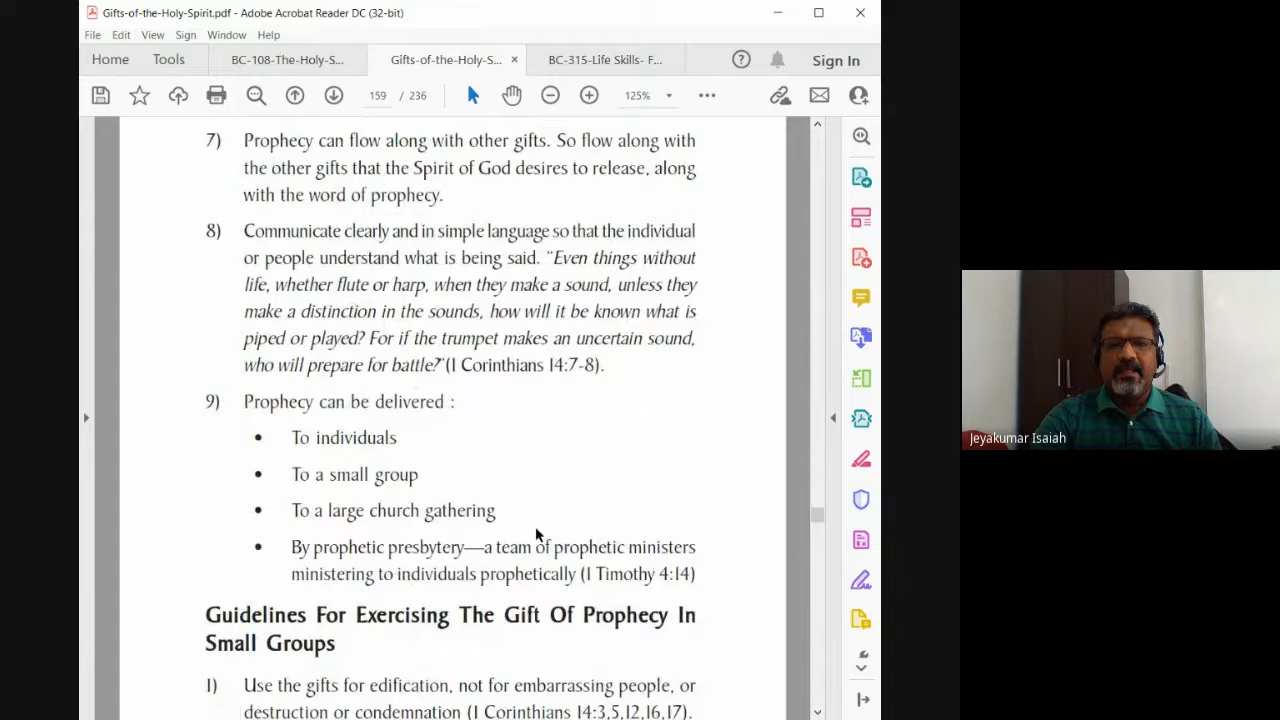 Gifts-of-the-Holy-Spirit.pdf - Adobe Acrobat Reader DC (32-bit)
File Edit View Sign Window Help
Home Tools BC-108-The-Holy-S... Gifts-of-the-Holy-S... × BC-315-Life Skills- F... Sign In
159 / 236 125%
7) Prophecy can flow along with other gifts. So flow along with
the other gifts that the Spirit of God desires to release, along
with the word of prophecy.
8) Communicate clearly and in simple language so that the individual
or people understand what is being said. "Even things without
life, whether flute or harp, when they make a sound, unless they
make a distinction in the sounds, how will it be known what is
piped or played? For if the trumpet makes an uncertain sound,
who will prepare for battle?"(1 Corinthians 14:7-8).
9) Prophecy can be delivered :
• To individuals
• To a small group
• To a large church gathering
• By prophetic presbytery—a team of prophetic ministers
ministering to individuals prophetically (1 Timothy 4:14)
Guidelines For Exercising The Gift Of Prophecy In
Small Groups
1) Use the gifts for edification, not for embarrassing people, or
destruction or condemnation (1 Corinthians 14:3,5,12,16,17).
Jeyakumar Isaiah